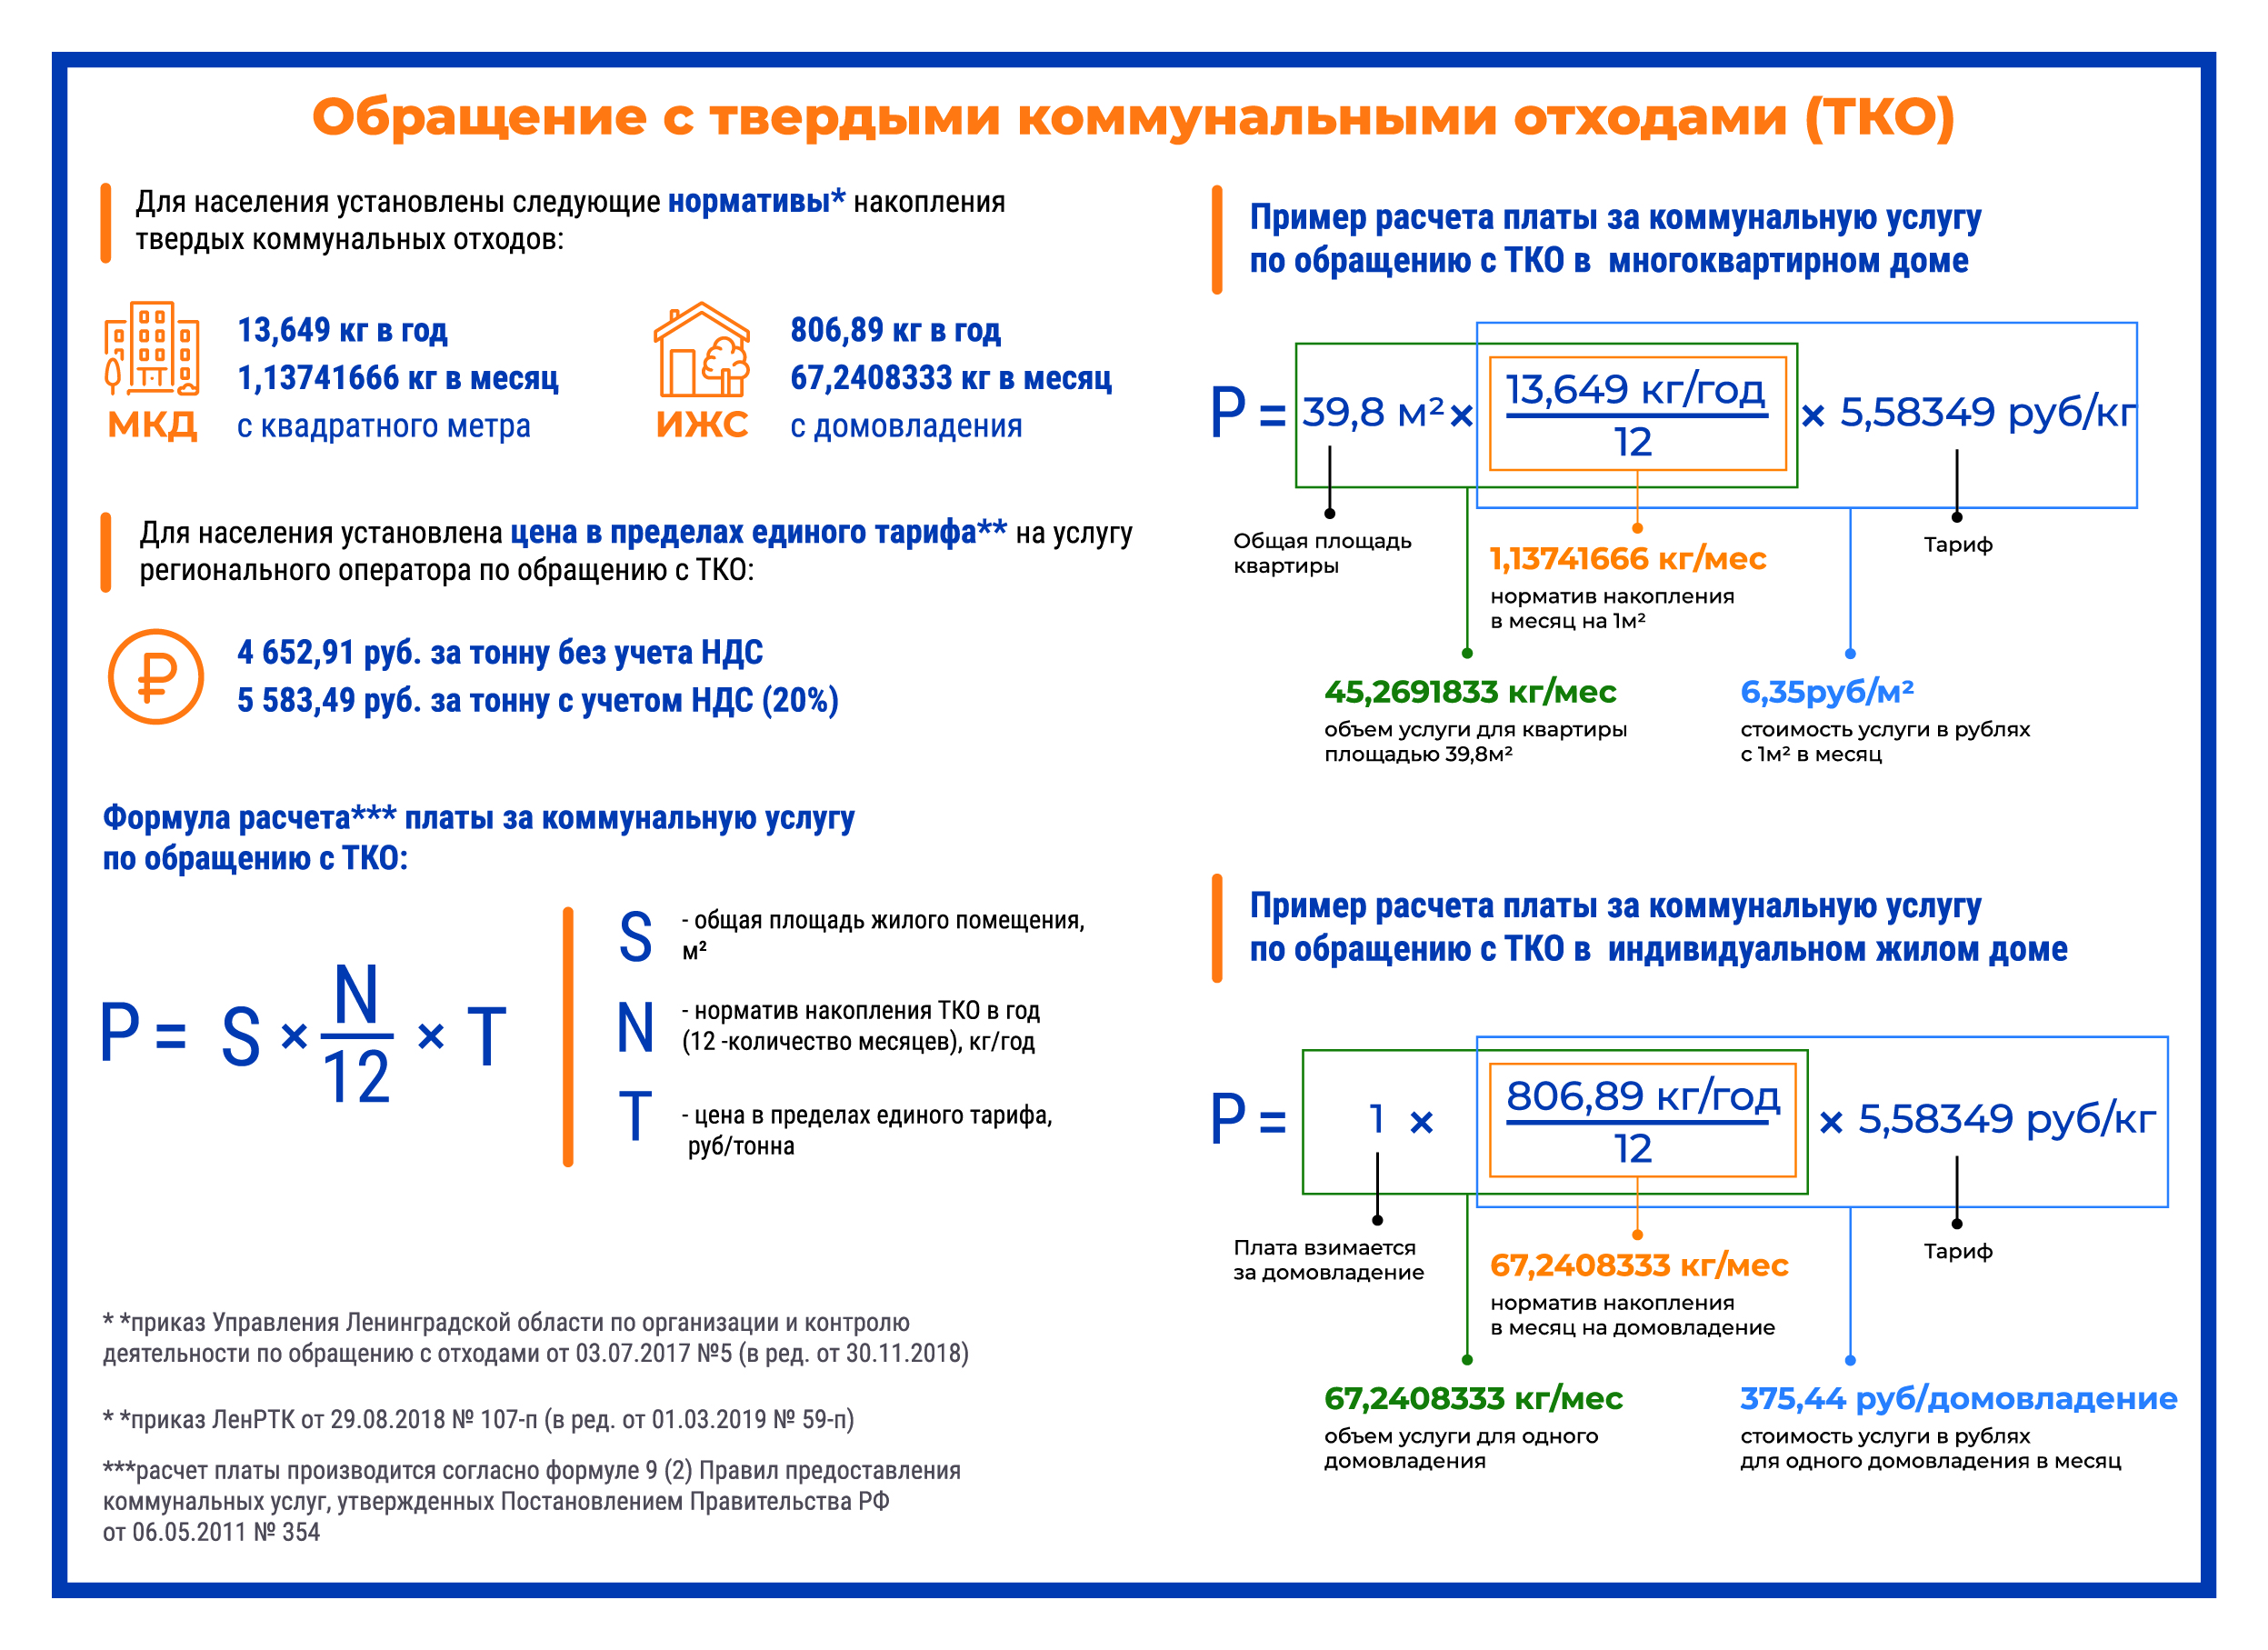 Обращение с твердыми коммунальными отходами (ТКО)
Для населения установлены следующие нормативы* накопления
твердых коммунальных отходов:
МКД
13,649 кг в год
1,13741666 кг в месяц
с квадратного метра
ИЖС
806,89 кг в год
67,2408333 кг в месяц
с домовладения
Для населения установлена цена в пределах единого тарифа** на услугу
регионального оператора по обращению с ТКО:
4 652,91 руб. за тонну без учета НДС
5 583,49 руб. за тонну с учетом НДС (20%)
Формула расчета*** платы за коммунальную услугу
по обращению с ТКО:
P = S × N
12
× T
S - общая площадь жилого помещения,
м²
N - норматив накопления ТКО в год
(12 -количество месяцев), кг/год
T - цена в пределах единого тарифа,
руб/тонна
* *приказ Управления Ленинградской области по организации и контролю
деятельности по обращению с отходами от 03.07.2017 №5 (в ред. от 30.11.2018)
* *приказ ЛенРТК от 29.08.2018 № 107-п (в ред. от 01.03.2019 № 59-п)
***расчет платы производится согласно формуле 9 (2) Правил предоставления
коммунальных услуг, утвержденных Постановлением Правительства РФ
от 06.05.2011 № 354
Пример расчета платы за коммунальную услугу
по обращению с ТКО в многоквартирном доме
P = 39,8 м² × 13,649 кг/год
12
× 5,58349 руб/кг
Общая площадь
квартиры
1,13741666 кг/мес
норматив накопления
в месяц на 1м²
Тариф
45,2691833 кг/мес
объем услуги для квартиры
площадью 39,8м²
6,35руб/м²
стоимость услуги в рублях
с 1м² в месяц
Пример расчета платы за коммунальную услугу
по обращению с ТКО в индивидуальном жилом доме
P = 1 × 806,89 кг/год
12
× 5,58349 руб/кг
Плата взимается
за домовладение
67,2408333 кг/мес
норматив накопления
в месяц на домовладение
Тариф
67,2408333 кг/мес
объем услуги для одного
домовладения
375,44 руб/домовладение
стоимость услуги в рублях
для одного домовладения в месяц